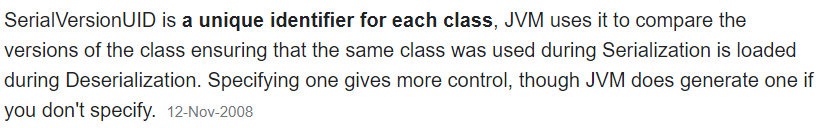 SerialVersionUID is a unique identifier for each class, JVM uses it to compare the
versions of the class ensuring that the same class was used during Serialization is loaded
during Deserialization. Specifying one gives more control, though JVM does generate one if
you don't specify. 12-Nov-2008